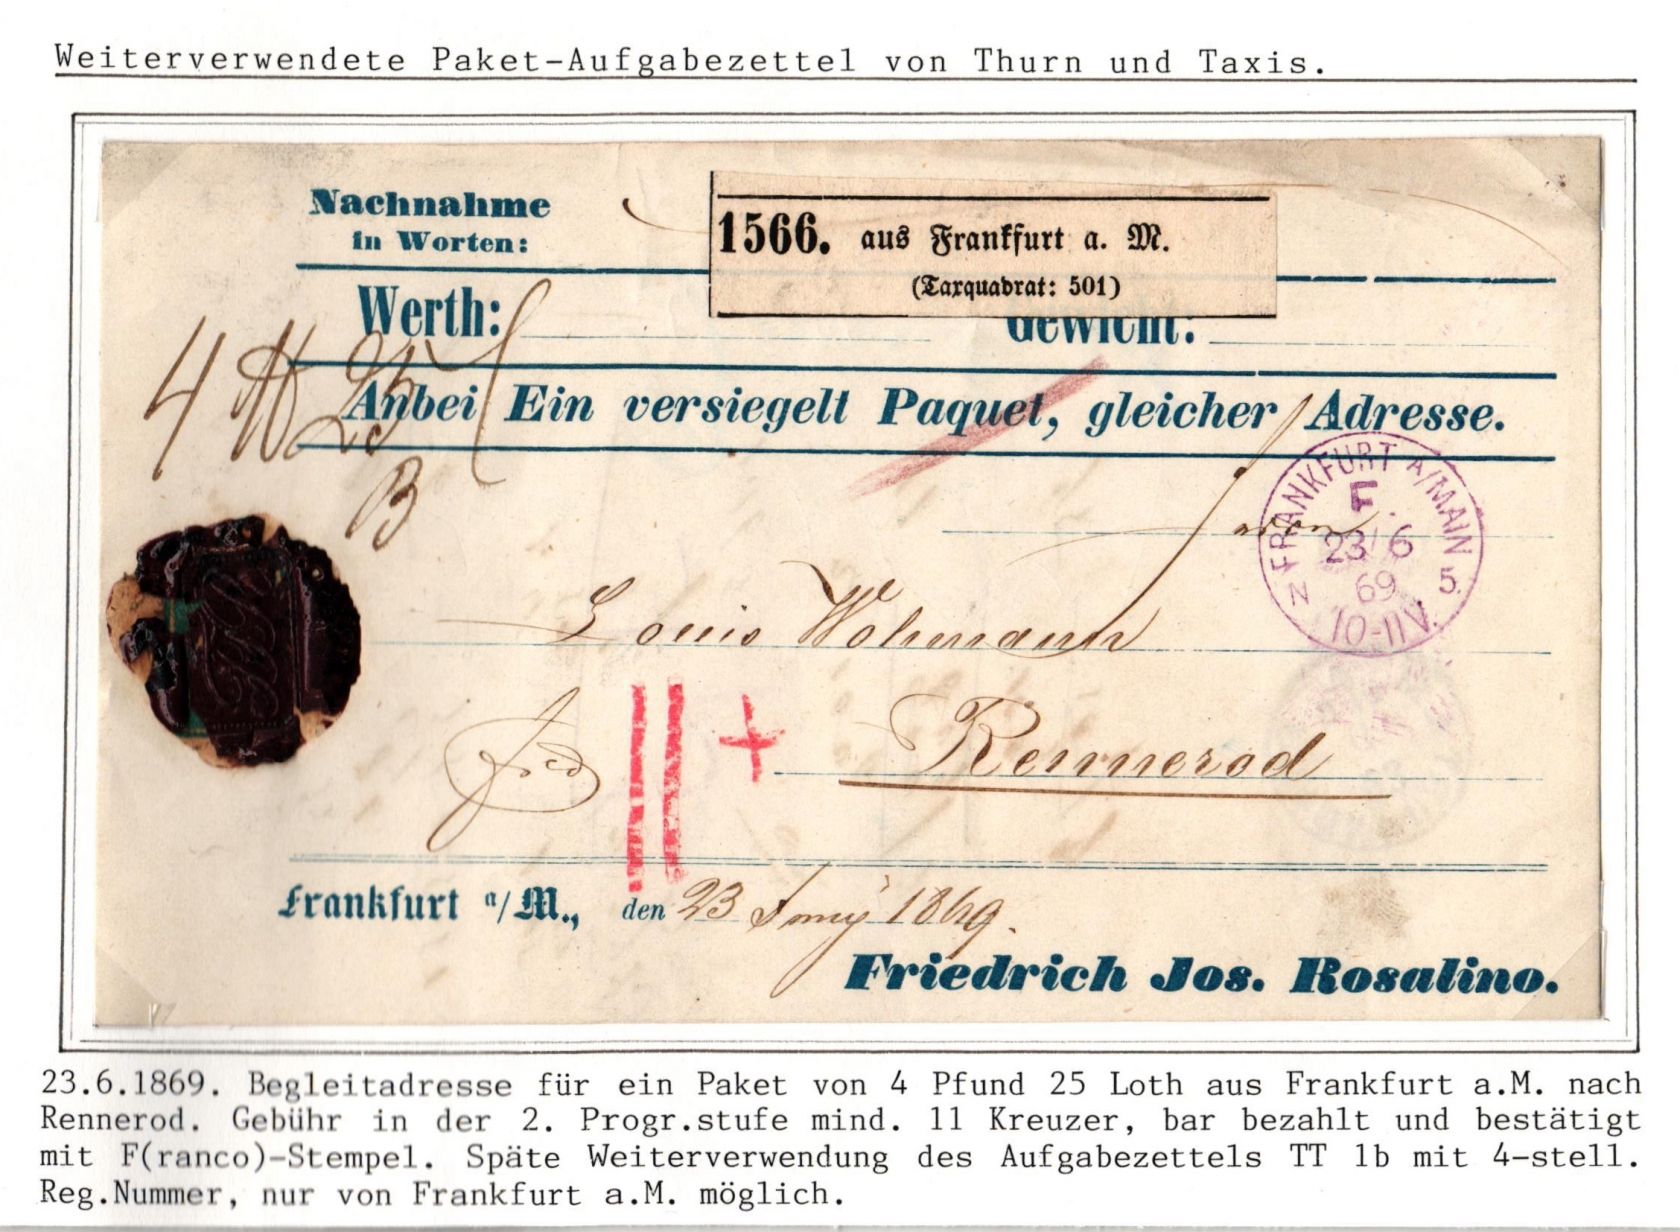 Weiterverwendete Paket-Aufgabezettel von Thurn und Taxis.
Nachnahme
in Worten:
1566. aus Frankfurt a. M.
(Taxquadrat: 501)
Werth:
Gewicht:
4 25
Anbei Ein versiegelt Paquet, gleicher Adresse.
B
FRANKFURT A/MAIN
F.
23/6
69
N 5.
10-11 V.
Louis Wohmann
Rennerod
Frankfurt a/M., den 23 Juny 1869.
Friedrich Jos. Rosalino.
23.6.1869. Begleitadresse für ein Paket von 4 Pfund 25 Loth aus Frankfurt a.M. nach
Rennerod. Gebühr in der 2. Progr.stufe mind. 11 Kreuzer, bar bezahlt und bestätigt
mit F(ranco)-Stempel. Späte Weiterverwendung des Aufgabezettels TT 1b mit 4-stell.
Reg.Nummer, nur von Frankfurt a.M. möglich.